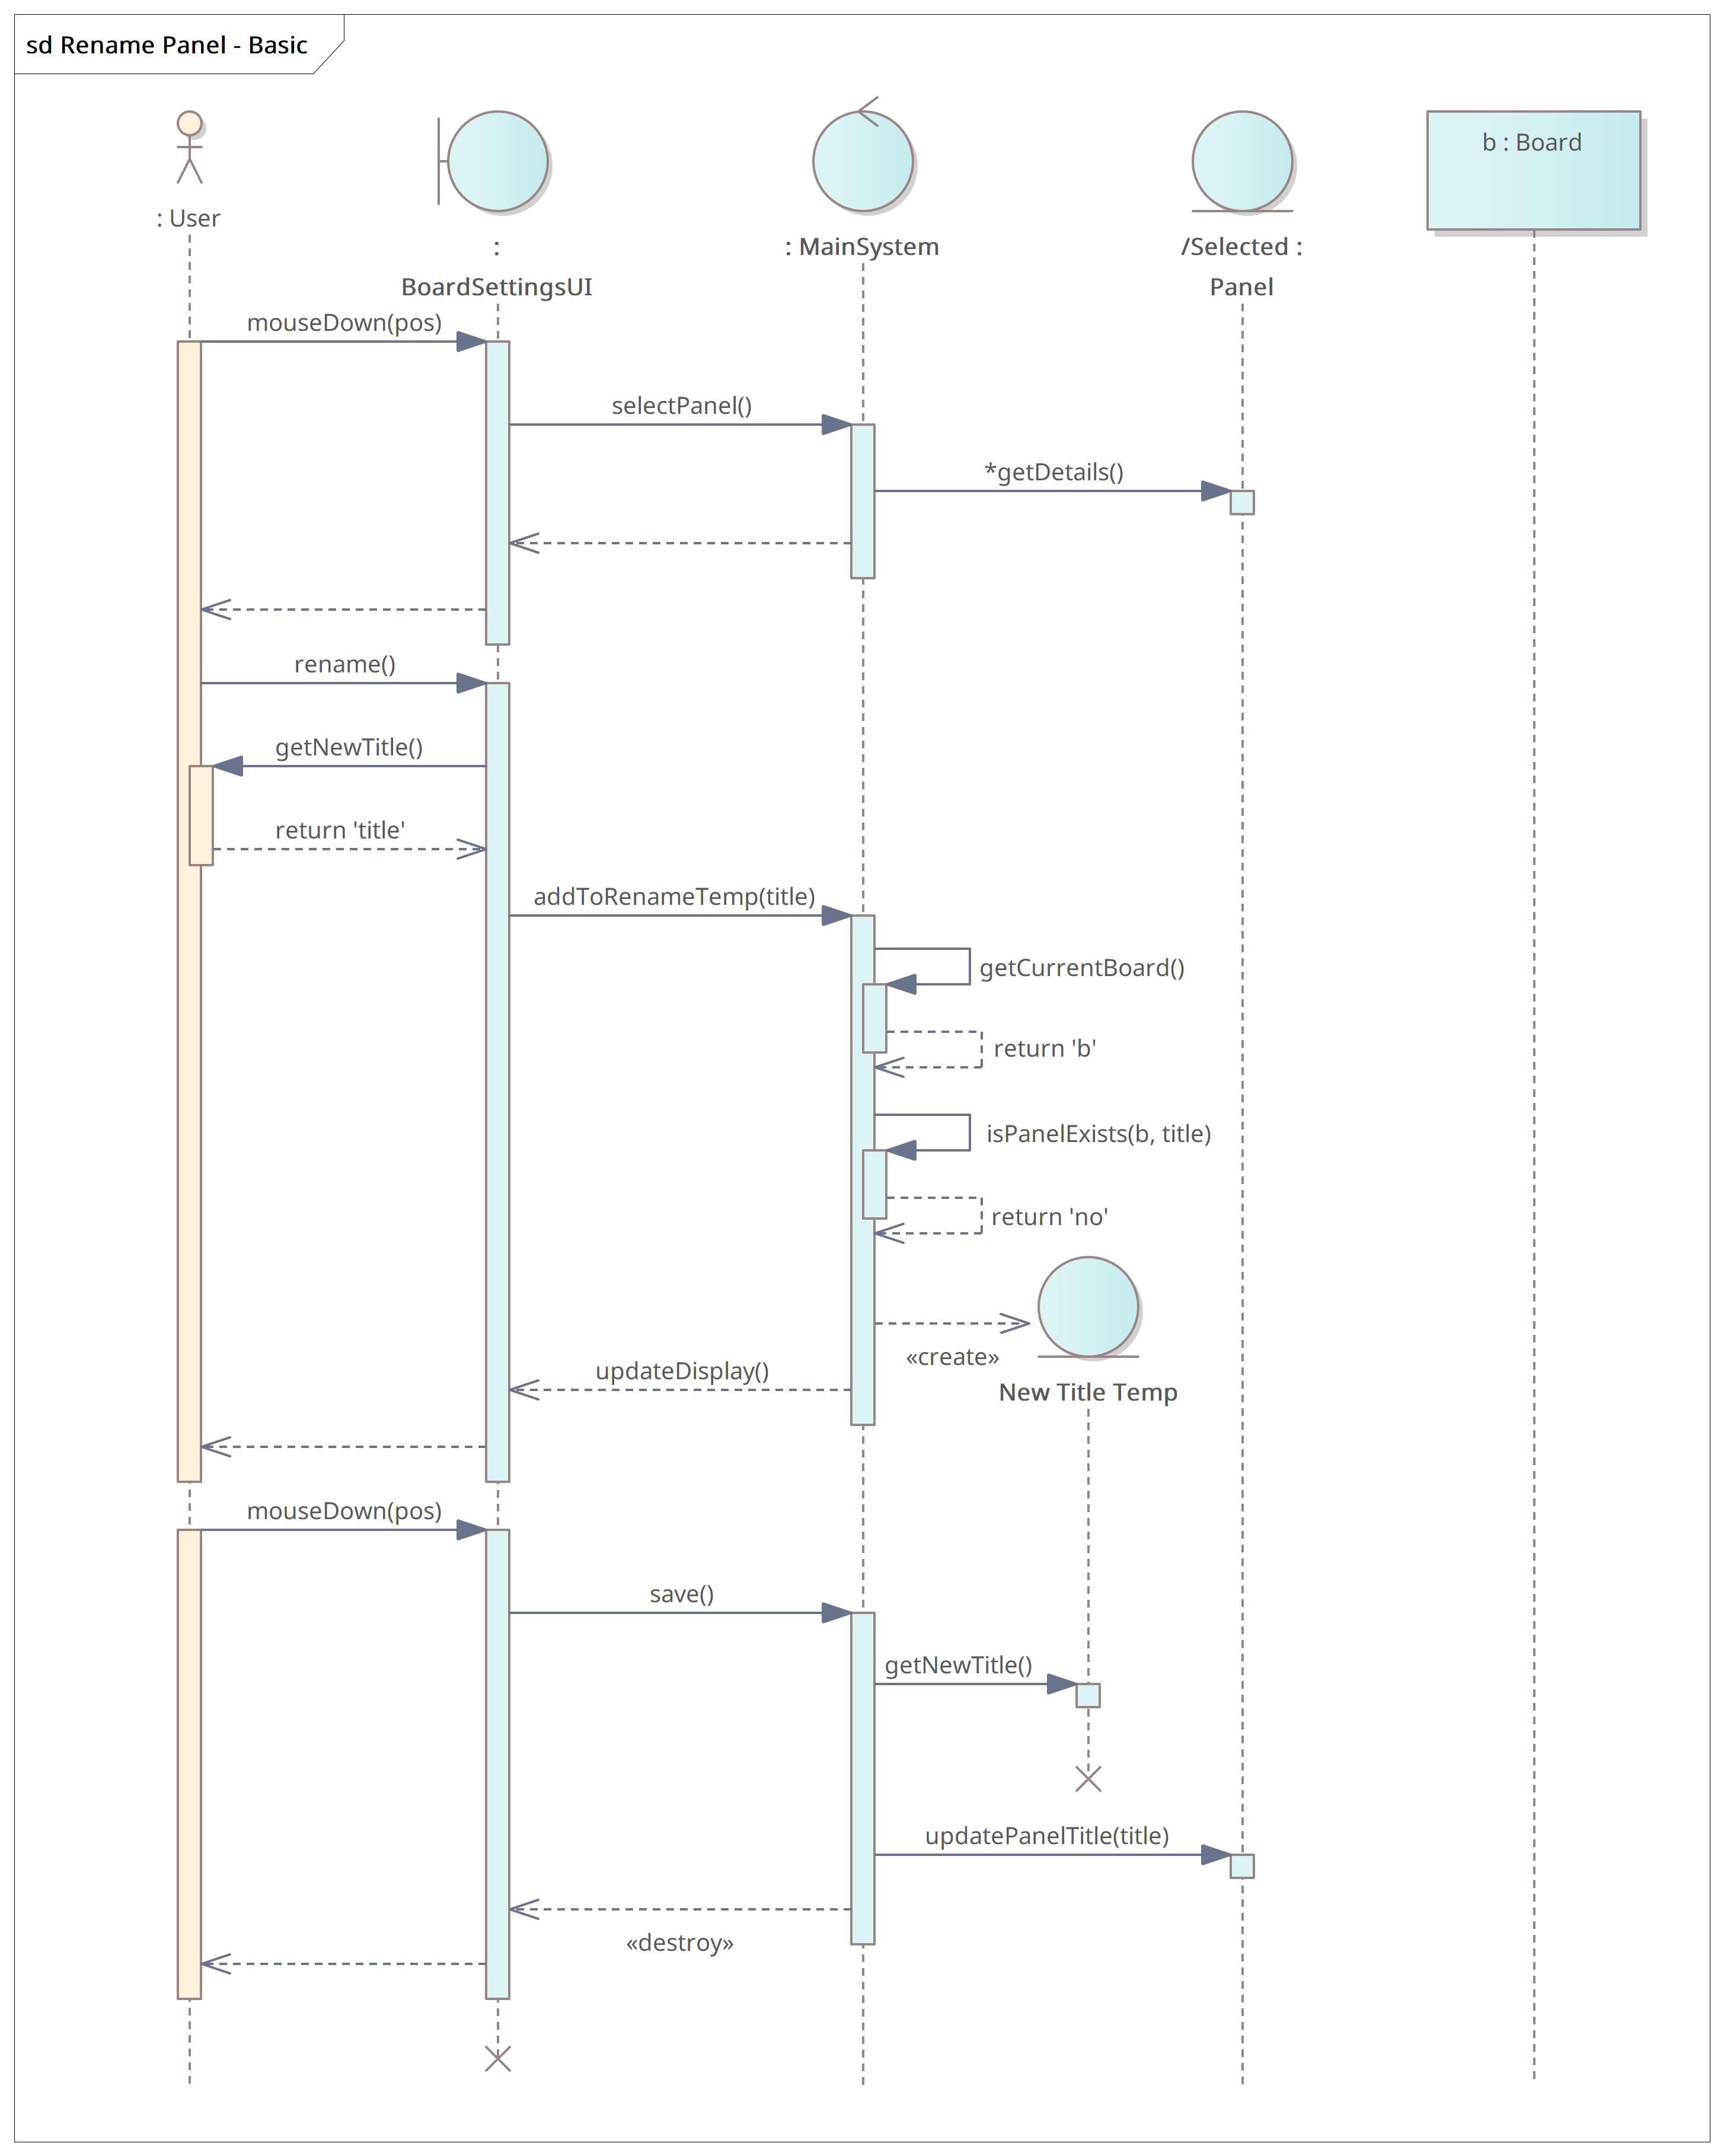 sd Rename Panel - Basic
: User
:
BoardSettingsUI
: MainSystem
/Selected :
Panel
b : Board
mouseDown(pos)
selectPanel()
*getDetails()
rename()
getNewTitle()
return 'title'
addToRenameTemp(title)
getCurrentBoard()
return 'b'
isPanelExists(b, title)
return 'no'
«create»
updateDisplay()
New Title Temp
mouseDown(pos)
save()
getNewTitle()
updatePanelTitle(title)
«destroy»